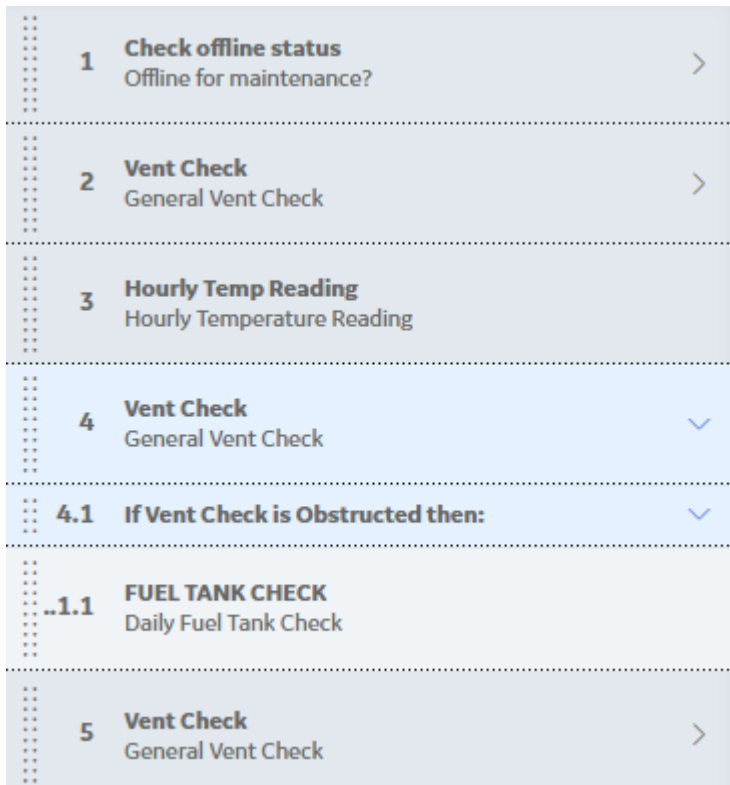 1
Check offline status
Offline for maintenance?
2
Vent Check
General Vent Check
3
Hourly Temp Reading
Hourly Temperature Reading
4
Vent Check
General Vent Check
4.1 If Vent Check is Obstructed then:
..1.1
FUEL TANK CHECK
Daily Fuel Tank Check
5
Vent Check
General Vent Check